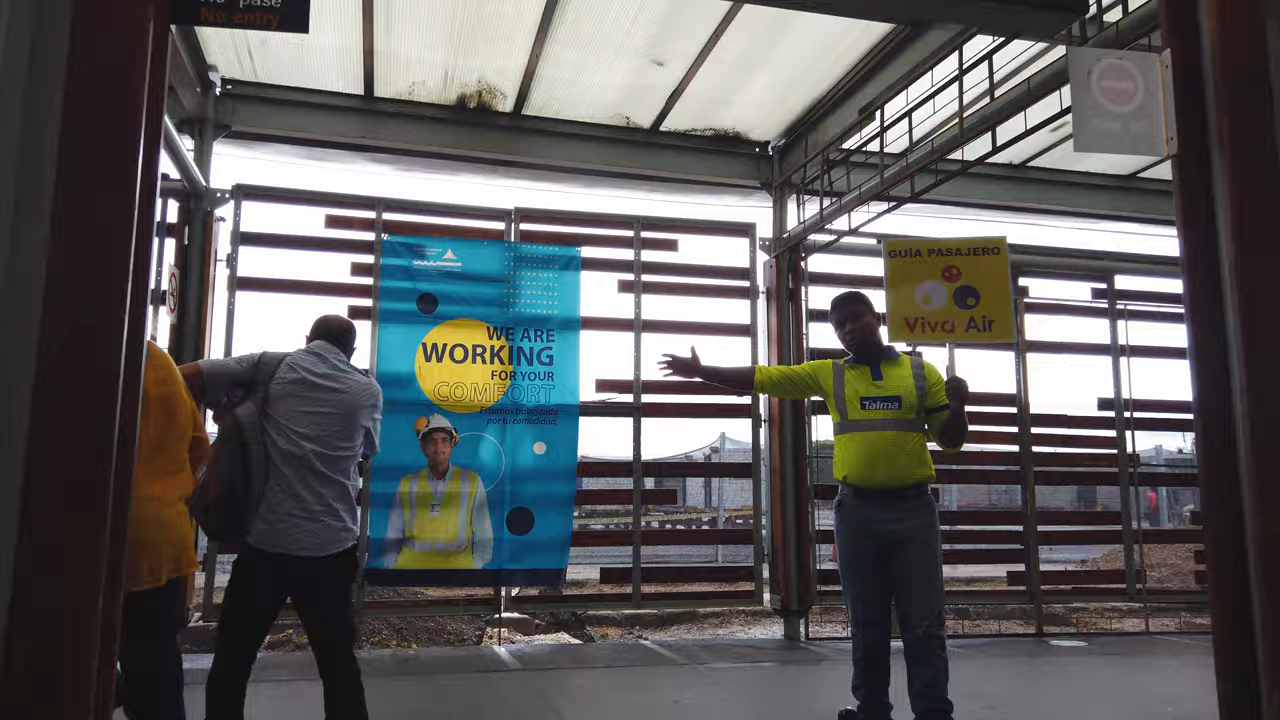 No pase
No entry
GUÍA PASAJERO
Viva Air
WE ARE
WORKING
FOR YOUR
COMFORT
Estamos trabajando
por tu comodidad.
Talma